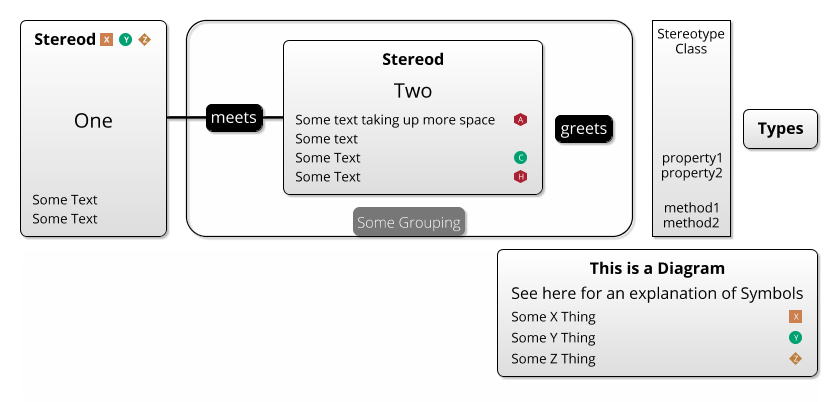 Stereod X Y Z
One
Some Text
Some Text
meets
Stereod
Two
Some text taking up more space A
Some text
Some Text C
Some Text H
greets
Some Grouping
Stereotype
Class
property1
property2
method1
method2
Types
This is a Diagram
See here for an explanation of Symbols
Some X Thing X
Some Y Thing Y
Some Z Thing Z